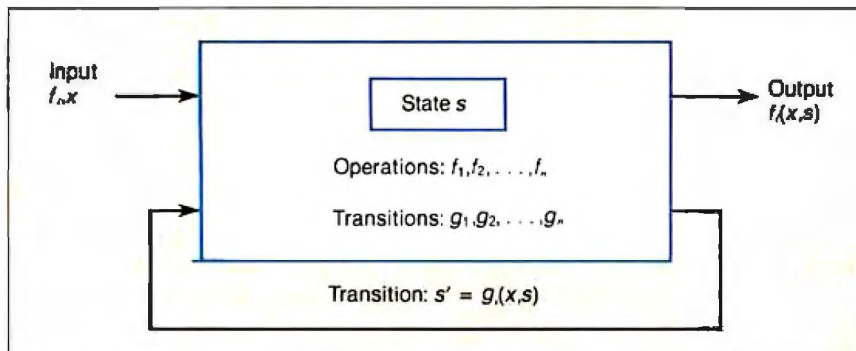 Input
fᵢ,x
State s
Output
fᵢ(x,s)
Operations: f₁,f₂, . . . ,fₙ
Transitions: g₁,g₂, . . . ,gₙ
Transition: s′ = gᵢ(x,s)